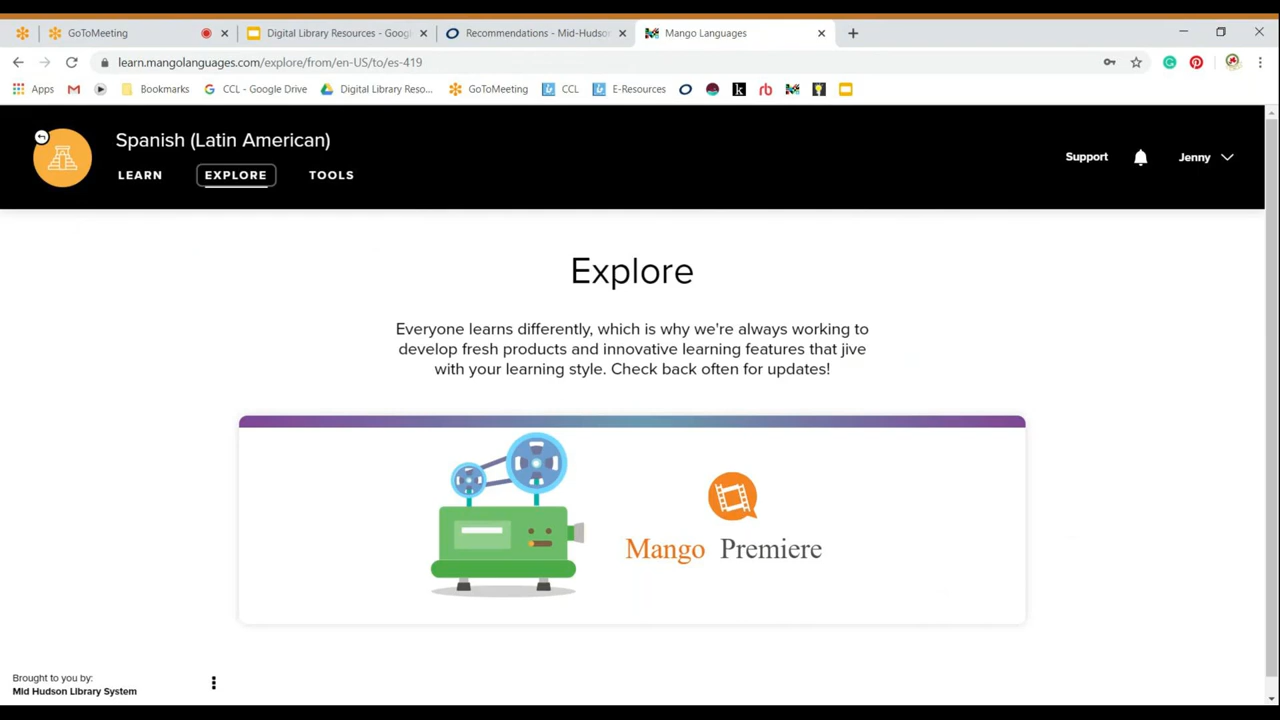 GoToMeeting
Digital Library Resources - Goog
Recommendations - Mid-Hudso
Mango Languages
learn.mangolanguages.com/explore/from/en-US/to/es-419
Apps
Bookmarks
CCL - Google Drive
Digital Library Reso...
GoToMeeting
CCL
E-Resources
Spanish (Latin American)
LEARN
EXPLORE
TOOLS
Support
Jenny
Explore
Everyone learns differently, which is why we're always working to
develop fresh products and innovative learning features that jive
with your learning style. Check back often for updates!
Mango Premiere
Brought to you by:
Mid Hudson Library System